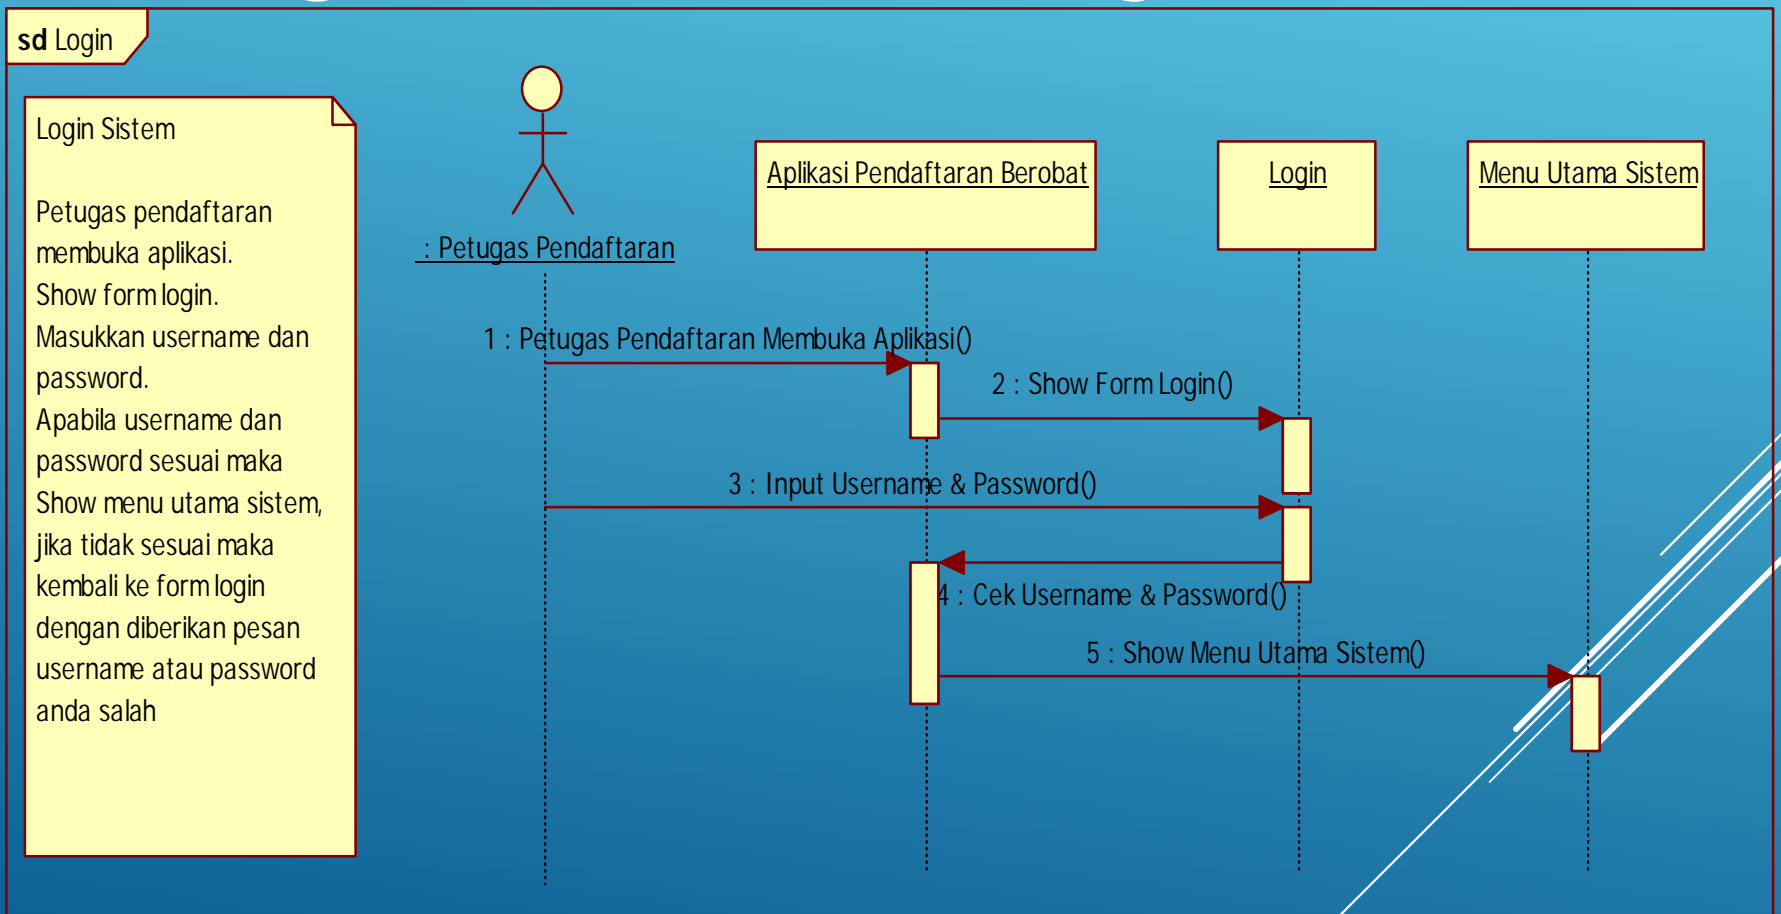 sd Login
Login Sistem
Petugas pendaftaran
membuka aplikasi.
Show form login.
Masukkan username dan
password.
Apabila username dan
password sesuai maka
Show menu utama sistem,
jika tidak sesuai maka
kembali ke form login
dengan diberikan pesan
username atau password
anda salah
: Petugas Pendaftaran
Aplikasi Pendaftaran Berobat
Login
Menu Utama Sistem
1 : Petugas Pendaftaran Membuka Aplikasi()
2 : Show Form Login()
3 : Input Username & Password()
4 : Cek Username & Password()
5 : Show Menu Utama Sistem()